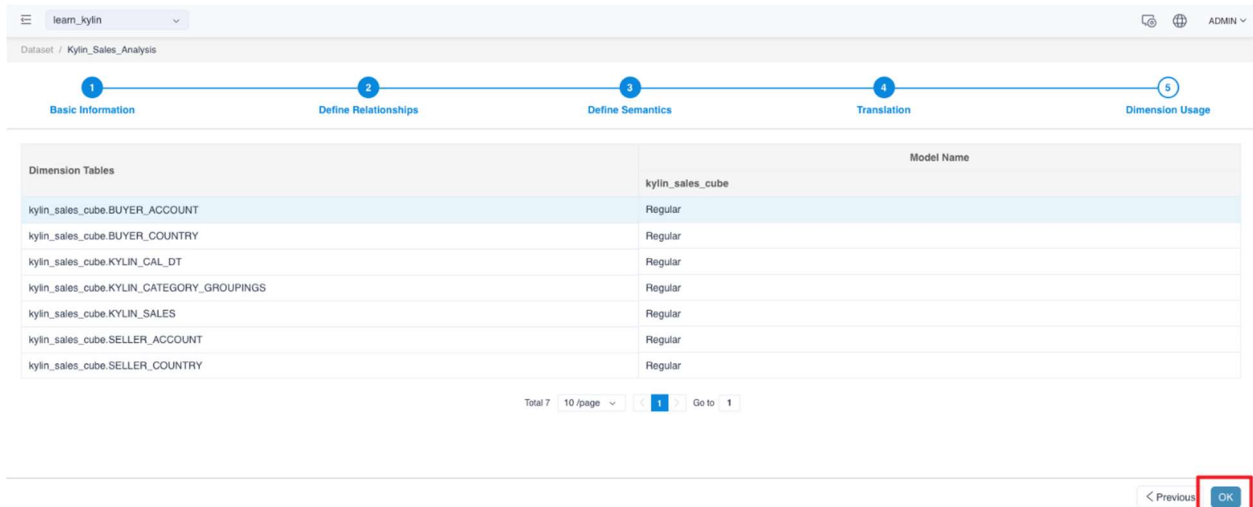 learn_kylin ADMIN
Dataset / Kylin_Sales_Analysis
1 2 3 4 5
Basic Information Define Relationships Define Semantics Translation Dimension Usage
Dimension Tables Model Name
kylin_sales_cube
kylin_sales_cube.BUYER_ACCOUNT Regular
kylin_sales_cube.BUYER_COUNTRY Regular
kylin_sales_cube.KYLIN_CAL_DT Regular
kylin_sales_cube.KYLIN_CATEGORY_GROUPINGS Regular
kylin_sales_cube.KYLIN_SALES Regular
kylin_sales_cube.SELLER_ACCOUNT Regular
kylin_sales_cube.SELLER_COUNTRY Regular
Total 7 10 /page < 1 > Go to 1
< Previous OK